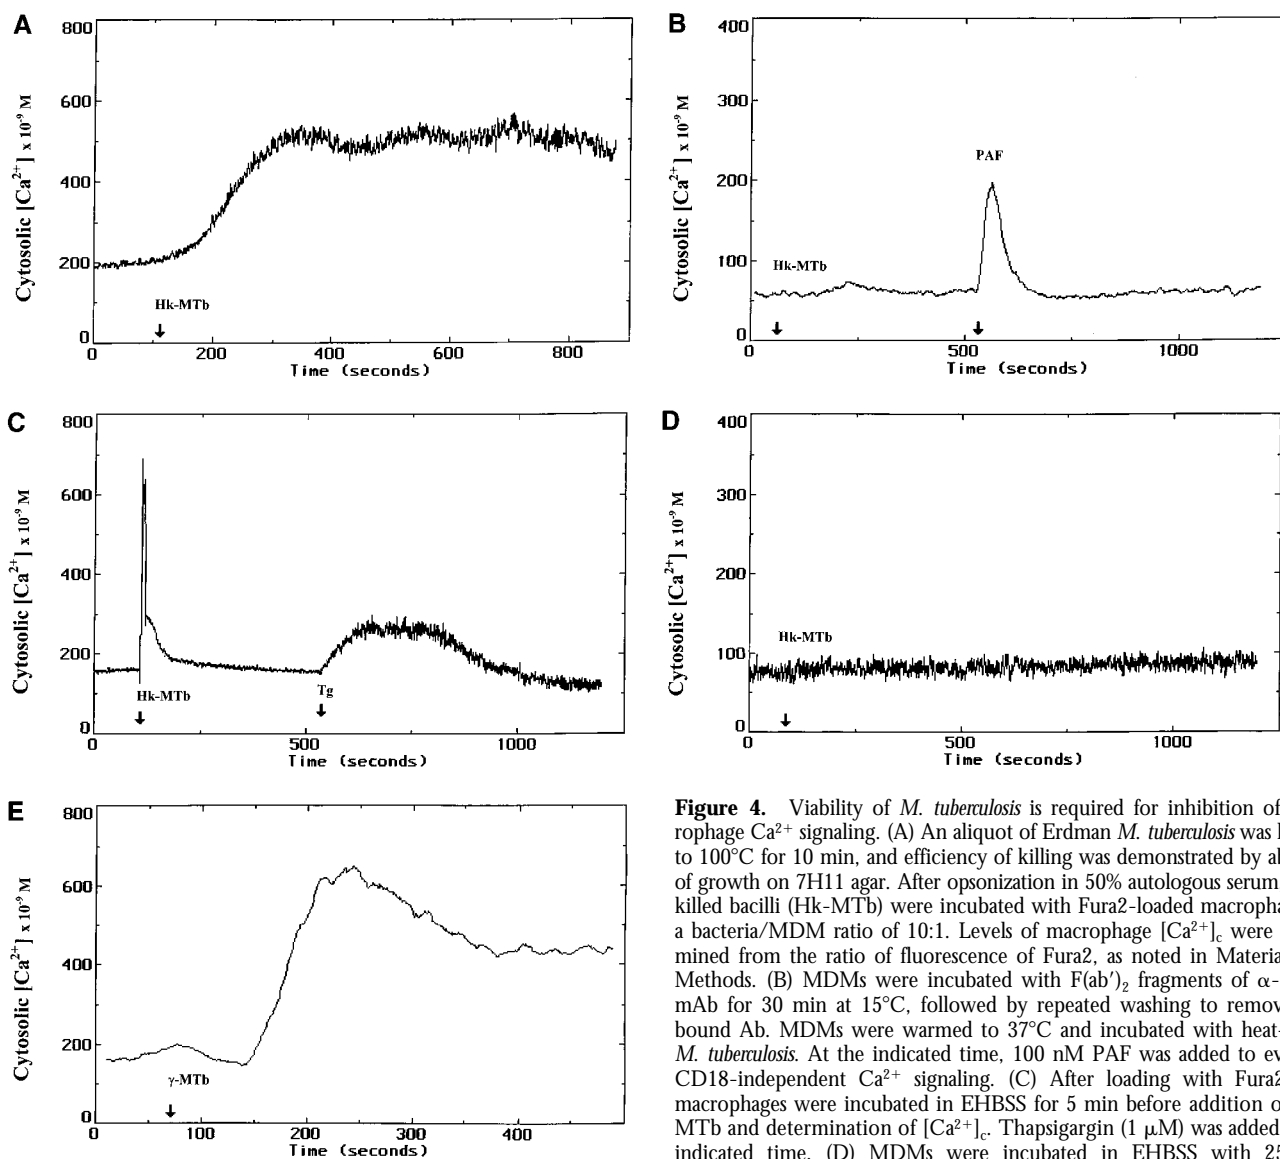 A
800
600
400
200
0
Cytosolic [Ca²⁺] x 10⁻⁹ M
Hk-MTb
0 200 400 600 800
Time (seconds)
B
400
300
200
100
0
Cytosolic [Ca²⁺] x 10⁻⁹ M
PAF
Hk-MTb
0 500 1000
Time (seconds)
C
800
600
400
200
0
Cytosolic [Ca²⁺] x 10⁻⁹ M
Hk-MTb
Tg
0 500 1000
Time (seconds)
D
400
300
200
100
0
Cytosolic [Ca²⁺] x 10⁻⁹ M
Hk-MTb
0 500 1000
Time (seconds)
E
800
600
400
200
0
Cytosolic [Ca²⁺] x 10⁻⁹ M
γ-MTb
0 100 200 300 400
Time (seconds)
Figure 4. Viability of M. tuberculosis is required for inhibition of
rophage Ca²⁺ signaling. (A) An aliquot of Erdman M. tuberculosis was
to 100°C for 10 min, and efficiency of killing was demonstrated by
of growth on 7H11 agar. After opsonization in 50% autologous serum
killed bacilli (Hk-MTb) were incubated with Fura2-loaded macropha
a bacteria/MDM ratio of 10:1. Levels of macrophage [Ca²⁺]c were
mined from the ratio of fluorescence of Fura2, as noted in Materia
Methods. (B) MDMs were incubated with F(ab′)₂ fragments of α-
mAb for 30 min at 15°C, followed by repeated washing to remov
bound Ab. MDMs were warmed to 37°C and incubated with heat-
M. tuberculosis. At the indicated time, 100 nM PAF was added to ev
CD18-independent Ca²⁺ signaling. (C) After loading with Fura2
macrophages were incubated in EHBSS for 5 min before addition o
MTb and determination of [Ca²⁺]c. Thapsigargin (1 μM) was added
indicated time. (D) MDMs were incubated in EHBSS with 25